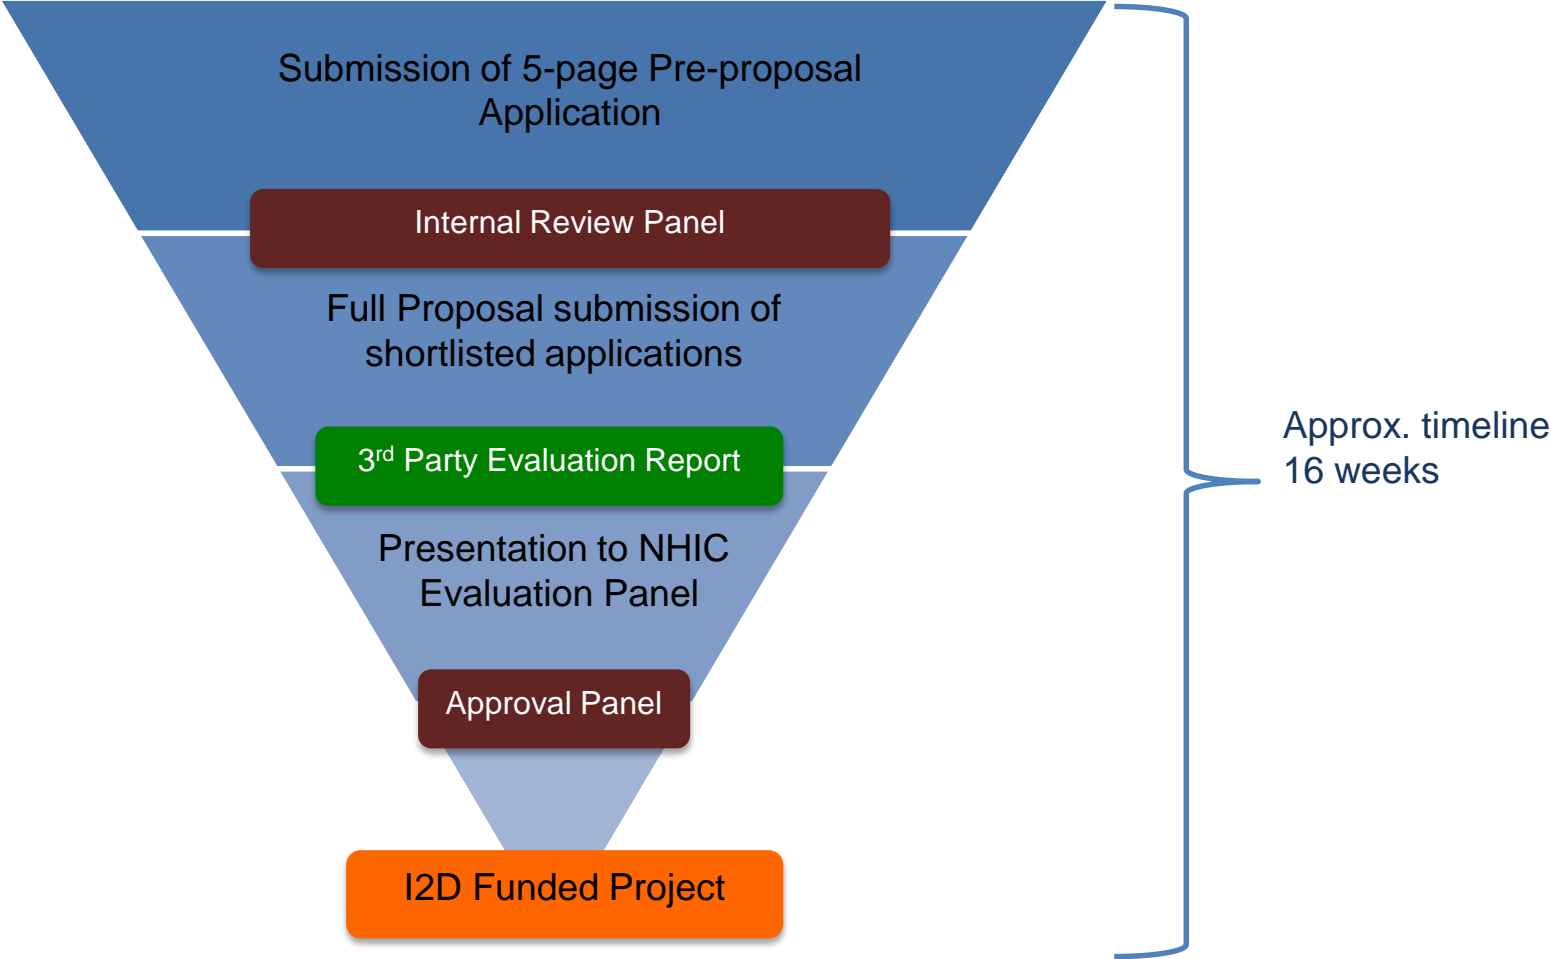 Submission of 5-page Pre-proposal
Application
Internal Review Panel
Full Proposal submission of
shortlisted applications
3rd Party Evaluation Report
Presentation to NHIC
Evaluation Panel
Approval Panel
I2D Funded Project
Approx. timeline
16 weeks